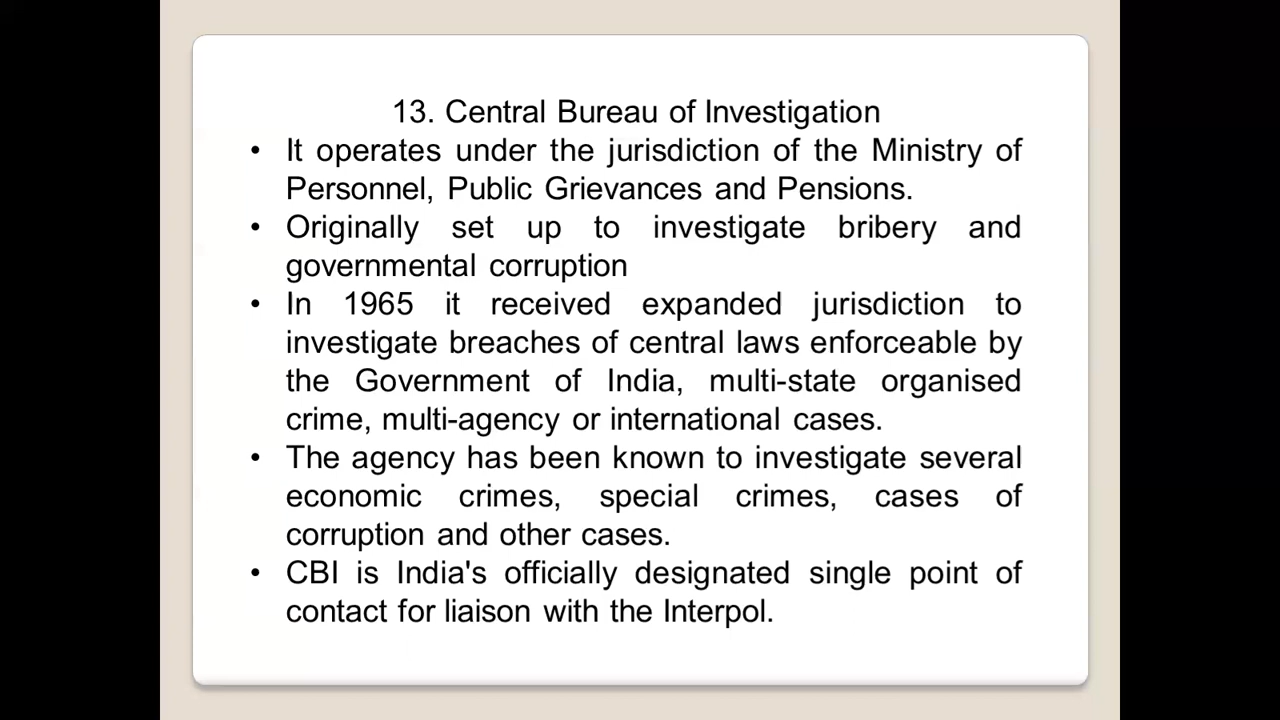 13. Central Bureau of Investigation
• It operates under the jurisdiction of the Ministry of
Personnel, Public Grievances and Pensions.
• Originally set up to investigate bribery and
governmental corruption
• In 1965 it received expanded jurisdiction to
investigate breaches of central laws enforceable by
the Government of India, multi-state organised
crime, multi-agency or international cases.
• The agency has been known to investigate several
economic crimes, special crimes, cases of
corruption and other cases.
• CBI is India's officially designated single point of
contact for liaison with the Interpol.